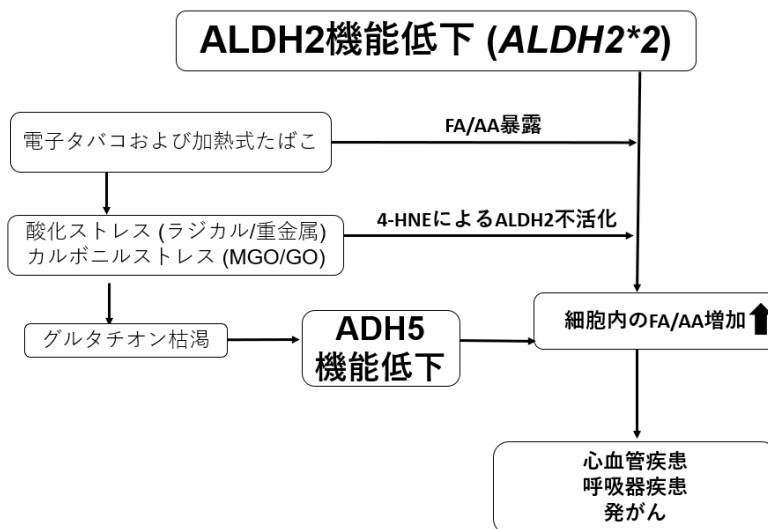 ALDH2機能低下 (ALDH2*2)
電子タバコおよび加熱式たばこ
FA/AA暴露
酸化ストレス (ラジカル/重金属)
カルボニルストレス (MGO/GO)
4-HNEによるALDH2不活化
グルタチオン枯渇
ADH5
機能低下
細胞内のFA/AA増加
心血管疾患
呼吸器疾患
発がん